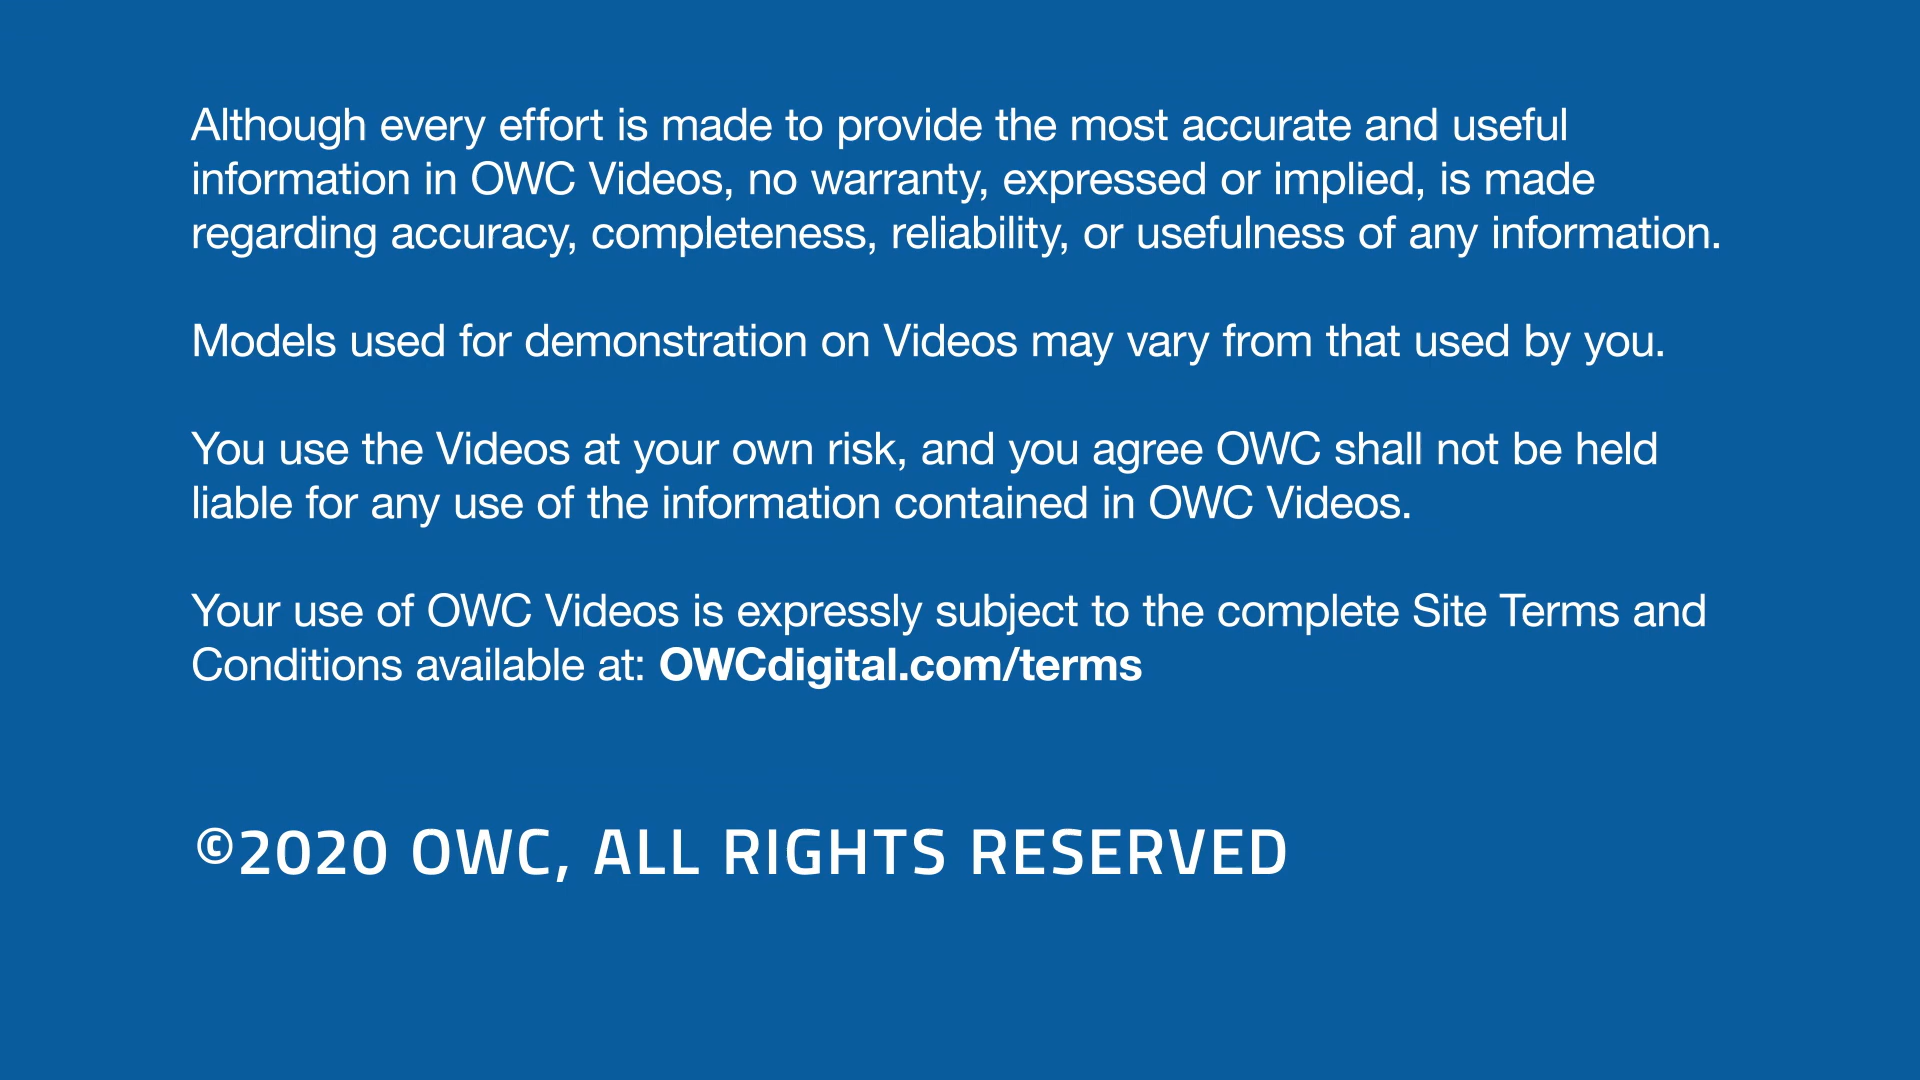 Although every effort is made to provide the most accurate and useful
information in OWC Videos, no warranty, expressed or implied, is made
regarding accuracy, completeness, reliability, or usefulness of any information.
Models used for demonstration on Videos may vary from that used by you.
You use the Videos at your own risk, and you agree OWC shall not be held
liable for any use of the information contained in OWC Videos.
Your use of OWC Videos is expressly subject to the complete Site Terms and
Conditions available at: OWCdigital.com/terms
©2020 OWC, ALL RIGHTS RESERVED